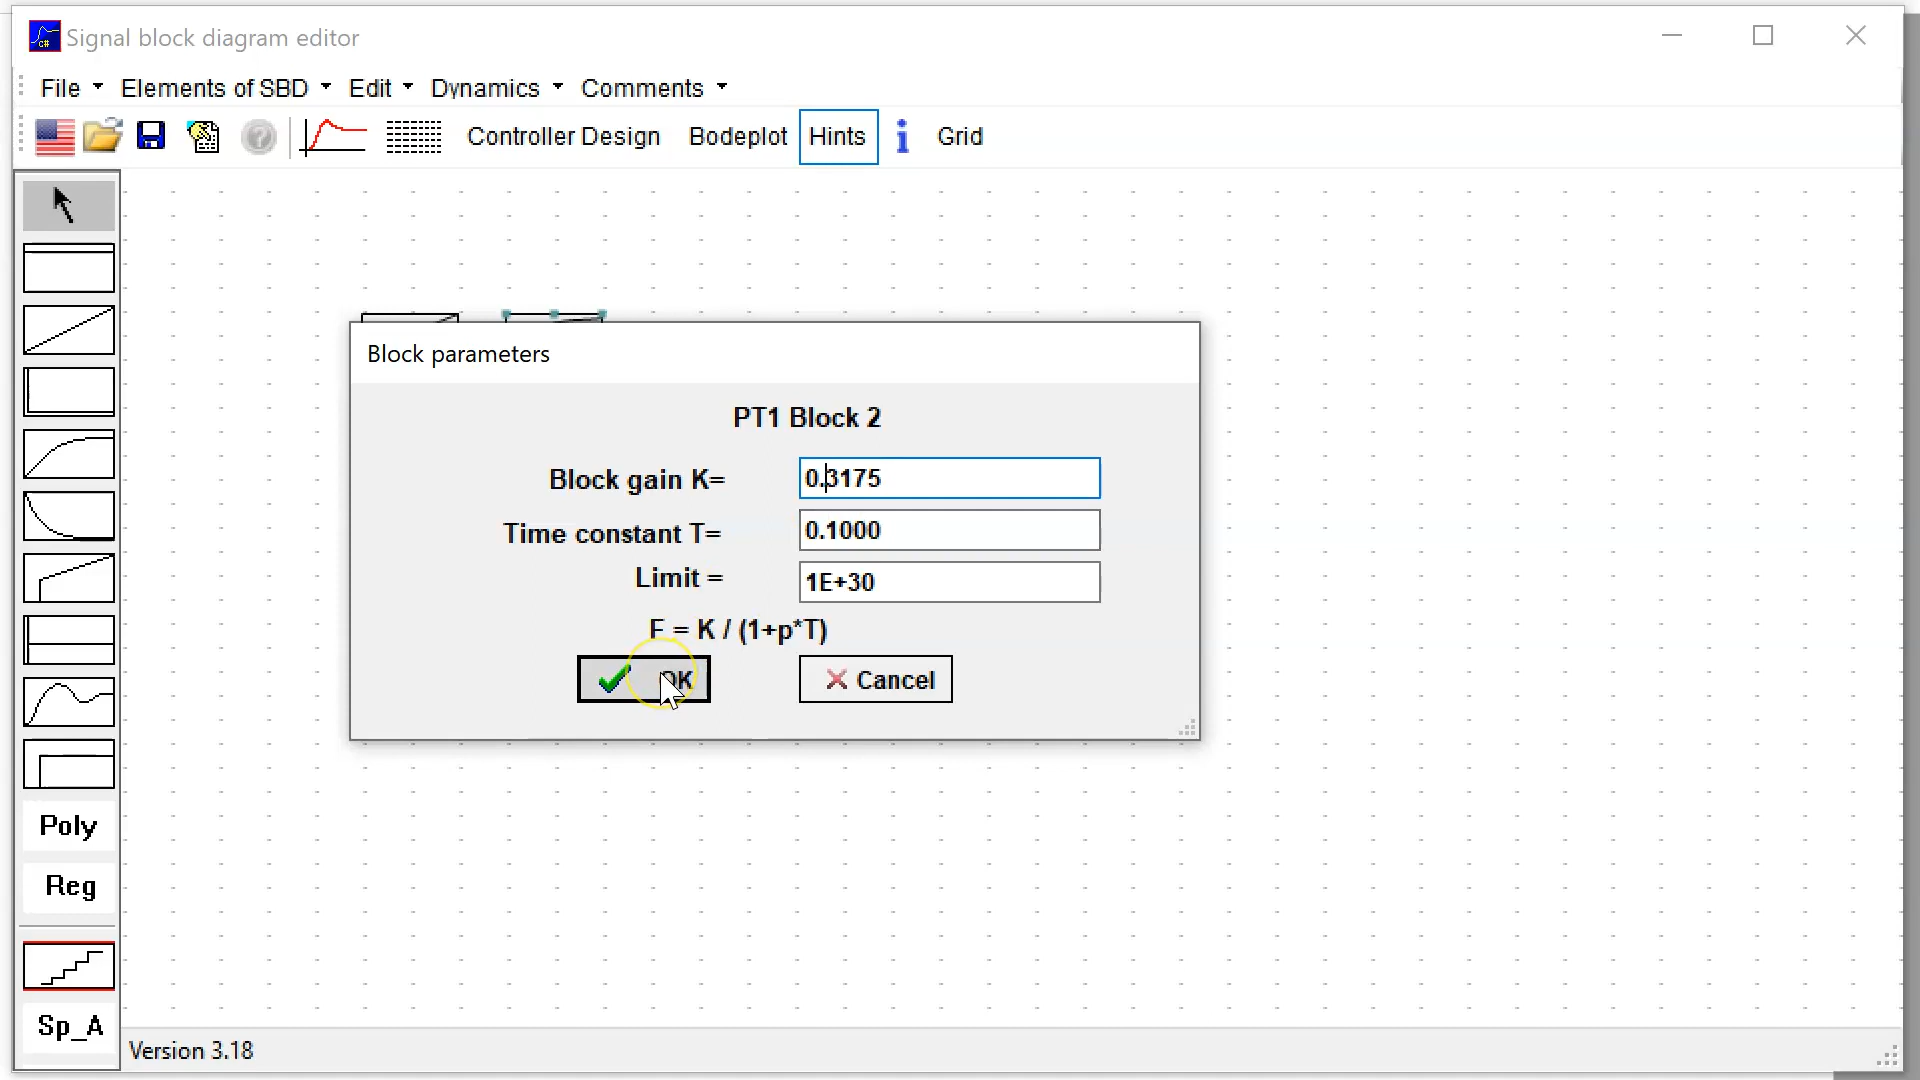 Signal block diagram editor
File Elements of SBD Edit Dynamics Comments
Controller Design Bodeplot Hints i Grid
Block parameters
PT1 Block 2
Block gain K= 0.3175
Time constant T= 0.1000
Limit = 1E+30
F = K / (1+p*T)
OK Cancel
Poly
Reg
Sp_A
Version 3.18